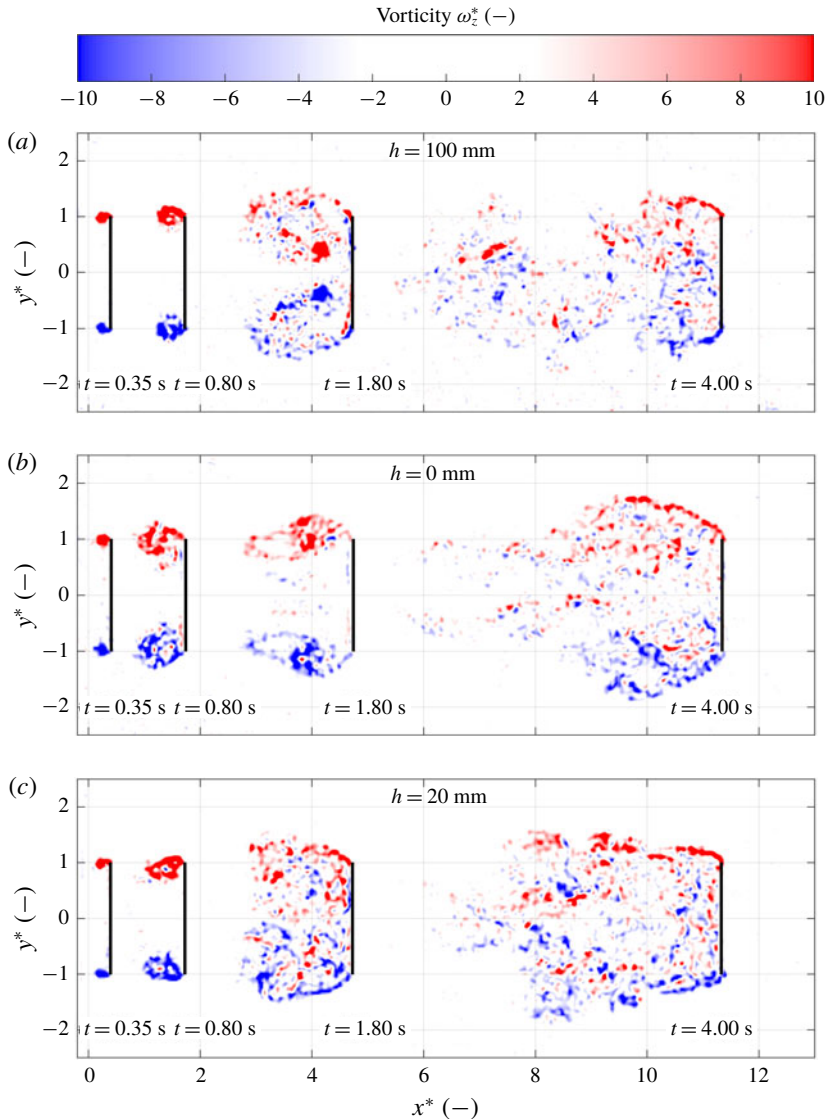 Vorticity ω*z (−)
−10 −8 −6 −4 −2 0 2 4 6 8 10
(a)
h = 100 mm
2
1
0
−1
−2
y* (−)
t = 0.35 s t = 0.80 s t = 1.80 s t = 4.00 s
(b)
h = 0 mm
2
1
0
−1
−2
y* (−)
t = 0.35 s t = 0.80 s t = 1.80 s t = 4.00 s
(c)
h = 20 mm
2
1
0
−1
−2
y* (−)
t = 0.35 s t = 0.80 s t = 1.80 s t = 4.00 s
0 2 4 6 8 10 12
x* (−)